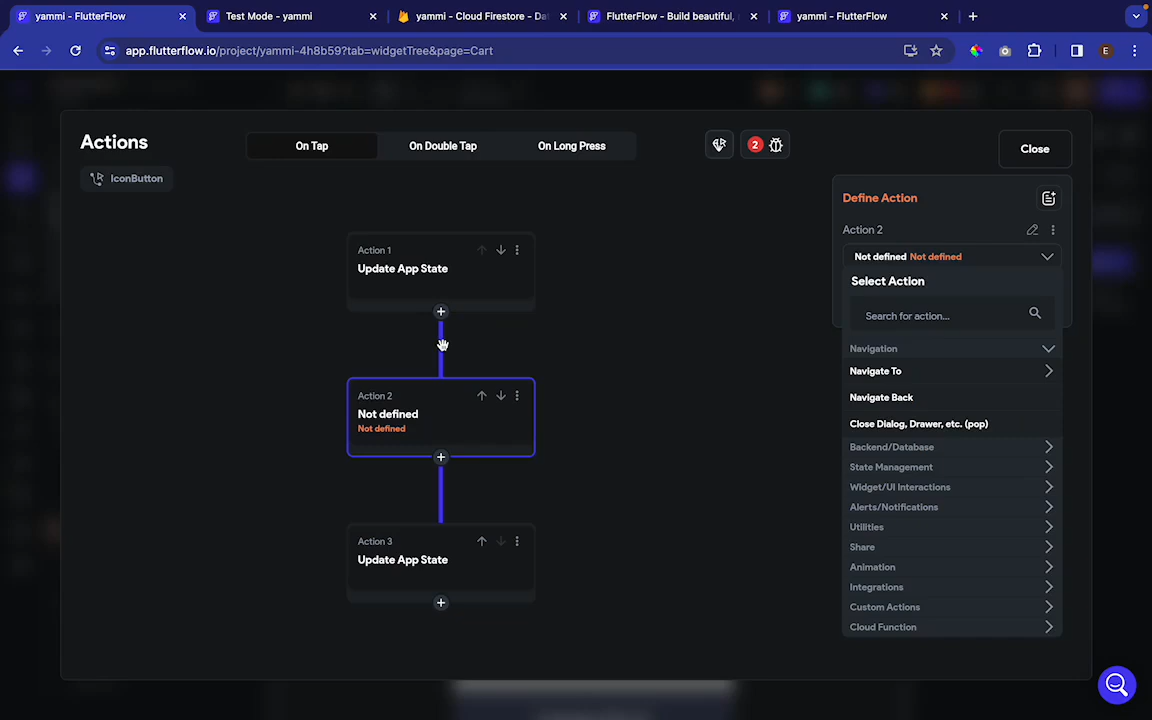 yammi - FlutterFlow
Test Mode - yammi
yammi - Cloud Firestore - Da
FlutterFlow - Build beautiful,
yammi - FlutterFlow
app.flutterflow.io/project/yammi-4h8b59?tab=widgetTree&page=Cart
E
Actions
On Tap
On Double Tap
On Long Press
2
Close
IconButton
Define Action
Action 2
Not defined Not defined
Select Action
Search for action...
Navigation
Navigate To
Navigate Back
Close Dialog, Drawer, etc. (pop)
Backend/Database
State Management
Widget/UI Interactions
Alerts/Notifications
Utilities
Share
Animation
Integrations
Custom Actions
Cloud Function
Action 1
Update App State
Action 2
Not defined
Not defined
Action 3
Update App State